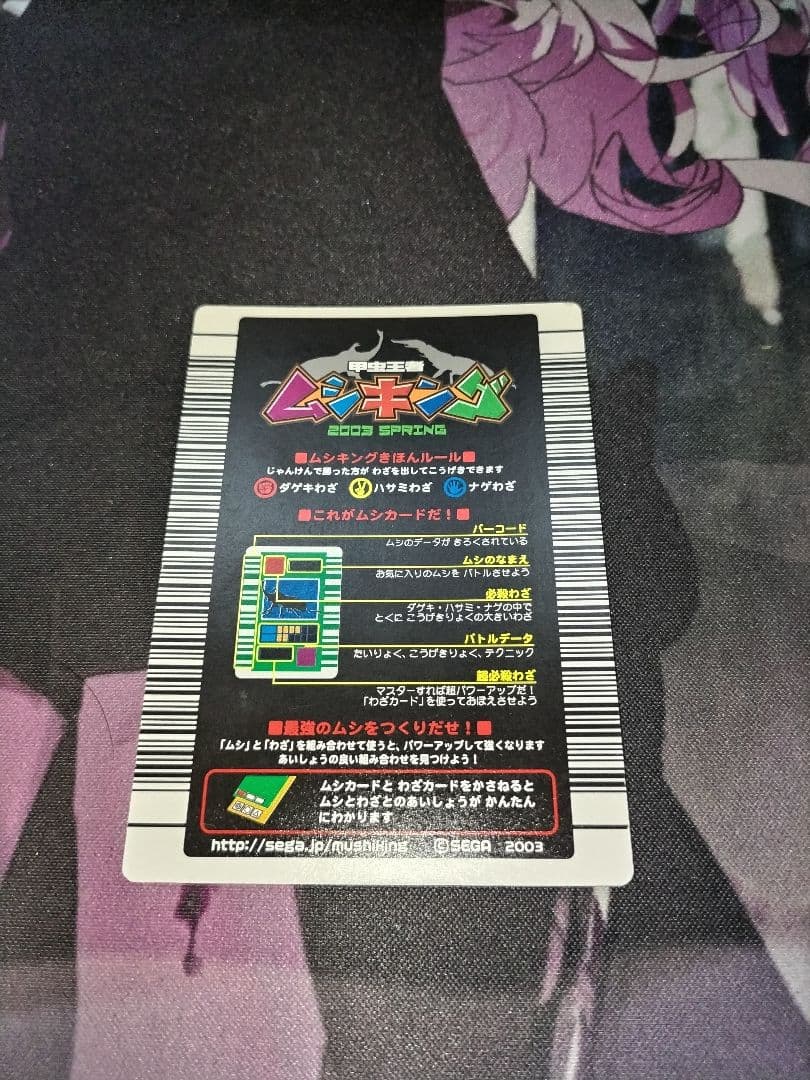 甲虫王者
ムシキング
2003 SPRING
■ムシキングきほんルール■
じゃんけんで勝った方が わざを出してこうげきできます
ダゲキわざ ハサミわざ ナゲわざ
■これがムシカードだ！■
バーコード
ムシのデータが きろくされている
ムシのなまえ
お気に入りのムシを バトルさせよう
必殺わざ
ダゲキ・ハサミ・ナゲの中で
とくに こうげきりょくの大きいわざ
バトルデータ
たいりょく、こうげきりょく、テクニック
超必殺わざ
マスターすれば超パワーアップだ！
「わざカード」を使っておぼえさせよう
■最強のムシをつくりだせ！■
「ムシ」と「わざ」を組み合わせて使うと、パワーアップして強くなります
あいしょうの良い組み合わせを見つけよう！
ムシカードと わざカードをかさねると
ムシとわざとのあいしょうが かんたん
にわかります
http://sega.jp/mushiking ©SEGA 2003